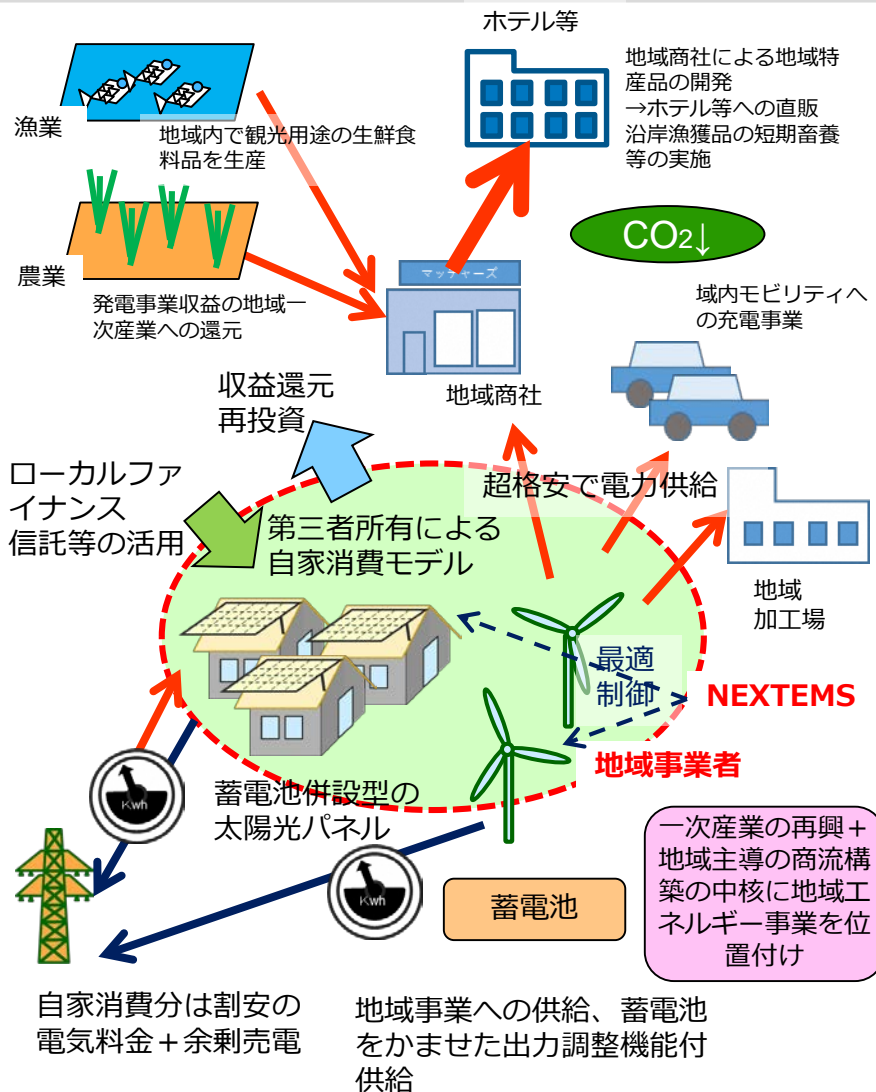 ホテル等
地域商社による地域特
産品の開発
→ホテル等への直販
沿岸漁獲品の短期畜養
等の実施
漁業
地域内で観光用途の生鮮食
料品を生産
CO2↓
農業
発電事業収益の地域一
次産業への還元
マッチャーズ
地域商社
域内モビリティへ
の充電事業
収益還元
再投資
ローカルファ
イナンス
信託等の活用
超格安で電力供給
第三者所有による
自家消費モデル
地域
加工場
最適
制御
NEXTEMS
地域事業者
蓄電池併設型の
太陽光パネル
Kwh
Kwh
蓄電池
一次産業の再興＋
地域主導の商流構
築の中核に地域エ
ネルギー事業を位
置付け
自家消費分は割安の
電気料金＋余剰売電
地域事業への供給、蓄電池
をかませた出力調整機能付
供給